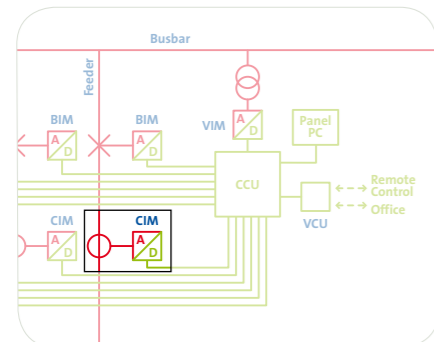 Busbar
Feeder
BIM
A
D
BIM
A
D
VIM
A
D
Panel
PC
CCU
VCU
Remote
Control
Office
CIM
A
D
CIM
A
D